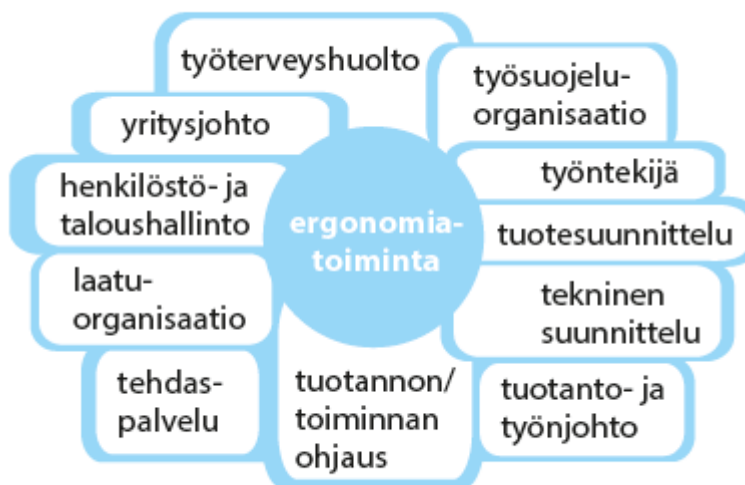 työterveyshuolto
työsuojelu-
organisaatio
yritysjohto
työntekijä
henkilöstö- ja
taloushallinto
ergonomia-
toiminta
tuotesuunnittelu
laatu-
organisaatio
tekninen
suunnittelu
tehdas-
palvelu
tuotannon/
toiminnan
ohjaus
tuotanto- ja
työnjohto